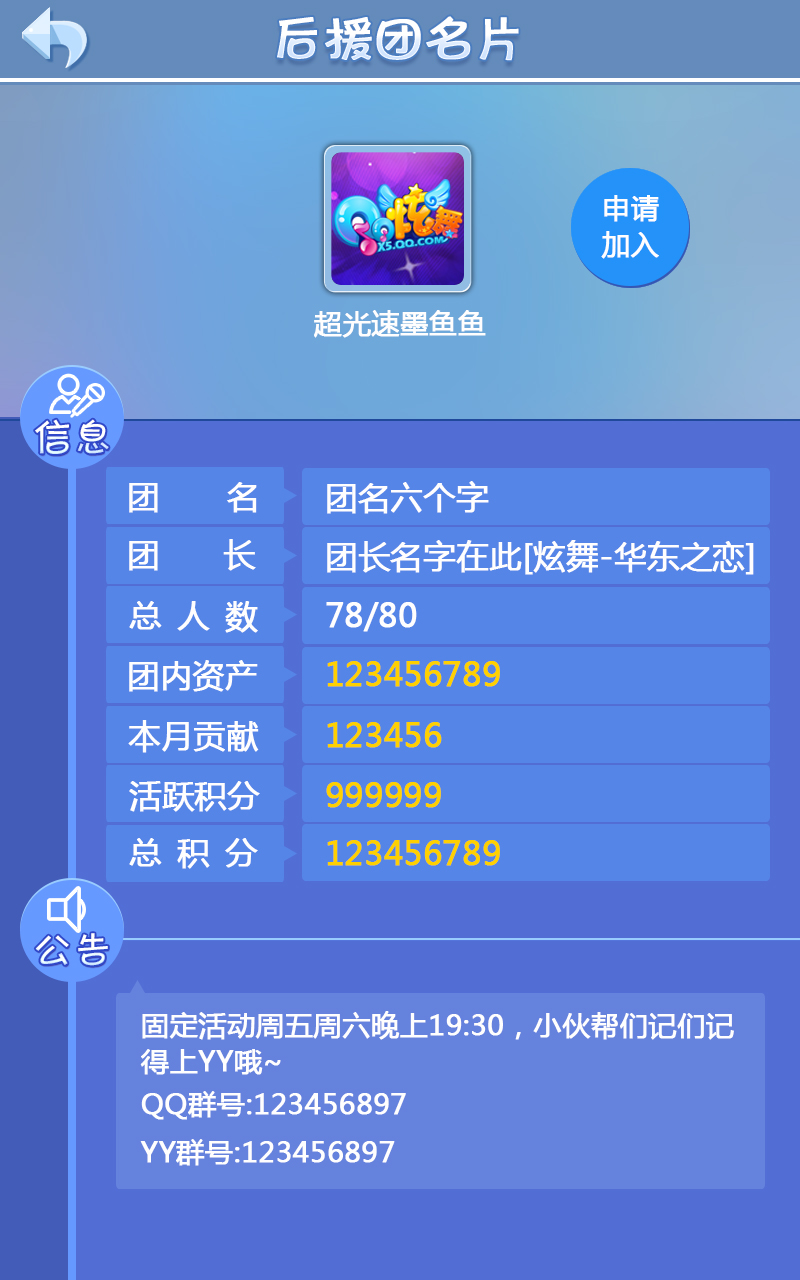 后援团名片
QQ炫舞
X5.QQ.COM
申请
加入
超光速墨鱼鱼
信息
团名 团名六个字
团长 团长名字在此[炫舞-华东之恋]
总人数 78/80
团内资产 123456789
本月贡献 123456
活跃积分 999999
总积分 123456789
公告
固定活动周五周六晚上19:30，小伙帮们记们记
得上YY哦~
QQ群号:123456897
YY群号:123456897